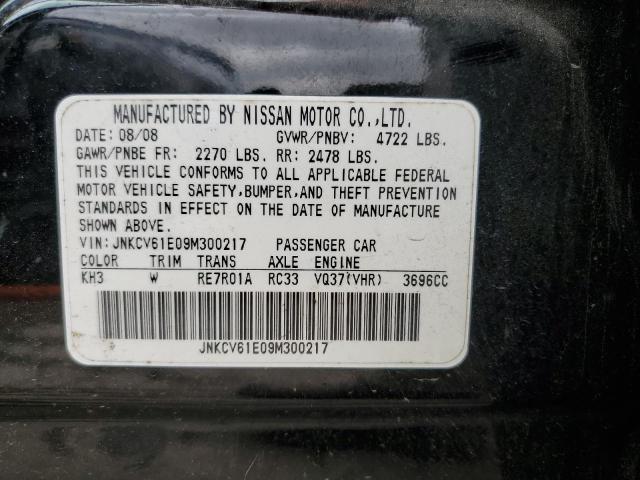 MANUFACTURED BY NISSAN MOTOR CO.,LTD.
DATE: 08/08 GVWR/PNBV: 4722 LBS.
GAWR/PNBE FR: 2270 LBS. RR: 2478 LBS.
THIS VEHICLE CONFORMS TO ALL APPLICABLE FEDERAL
MOTOR VEHICLE SAFETY,BUMPER,AND THEFT PREVENTION
STANDARDS IN EFFECT ON THE DATE OF MANUFACTURE
SHOWN ABOVE.
VIN: JNKCV61E09M300217 PASSENGER CAR
COLOR TRIM TRANS AXLE ENGINE
KH3 W RE7R01A RC33 VQ37(VHR) 3696CC
JNKCV61E09M300217